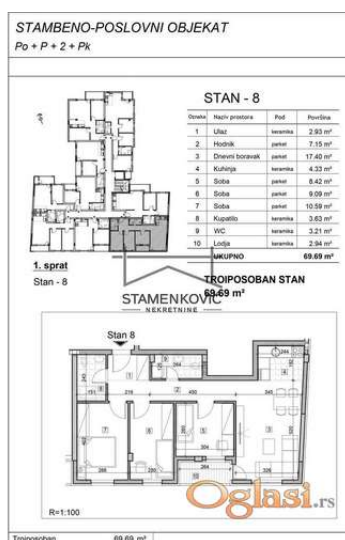 STAMBENO-POSLOVNI OBJEKAT
Po + P + 2 + Pk
STAN - 8
Oznaka Naziv prostora Pod Površina
1 Ulaz keramika 2.93 m²
2 Hodnik parket 7.15 m²
3 Dnevni boravak parket 17.40 m²
4 Kuhinja keramika 4.33 m²
5 Soba parket 8.42 m²
6 Soba parket 9.09 m²
7 Soba parket 10.59 m²
8 Kupatilo keramika 3.63 m²
9 WC keramika 3.21 m²
10 Lodja keramika 2.94 m²
UKUPNO 69.69 m²
1. sprat
Stan - 8
TROIPOSOBAN STAN
69.69 m²
STAMENKOVIĆ
NEKRETNINE
Stan 8
R=1:100
Oglasi.rs
Troiposoban 69.69 m²